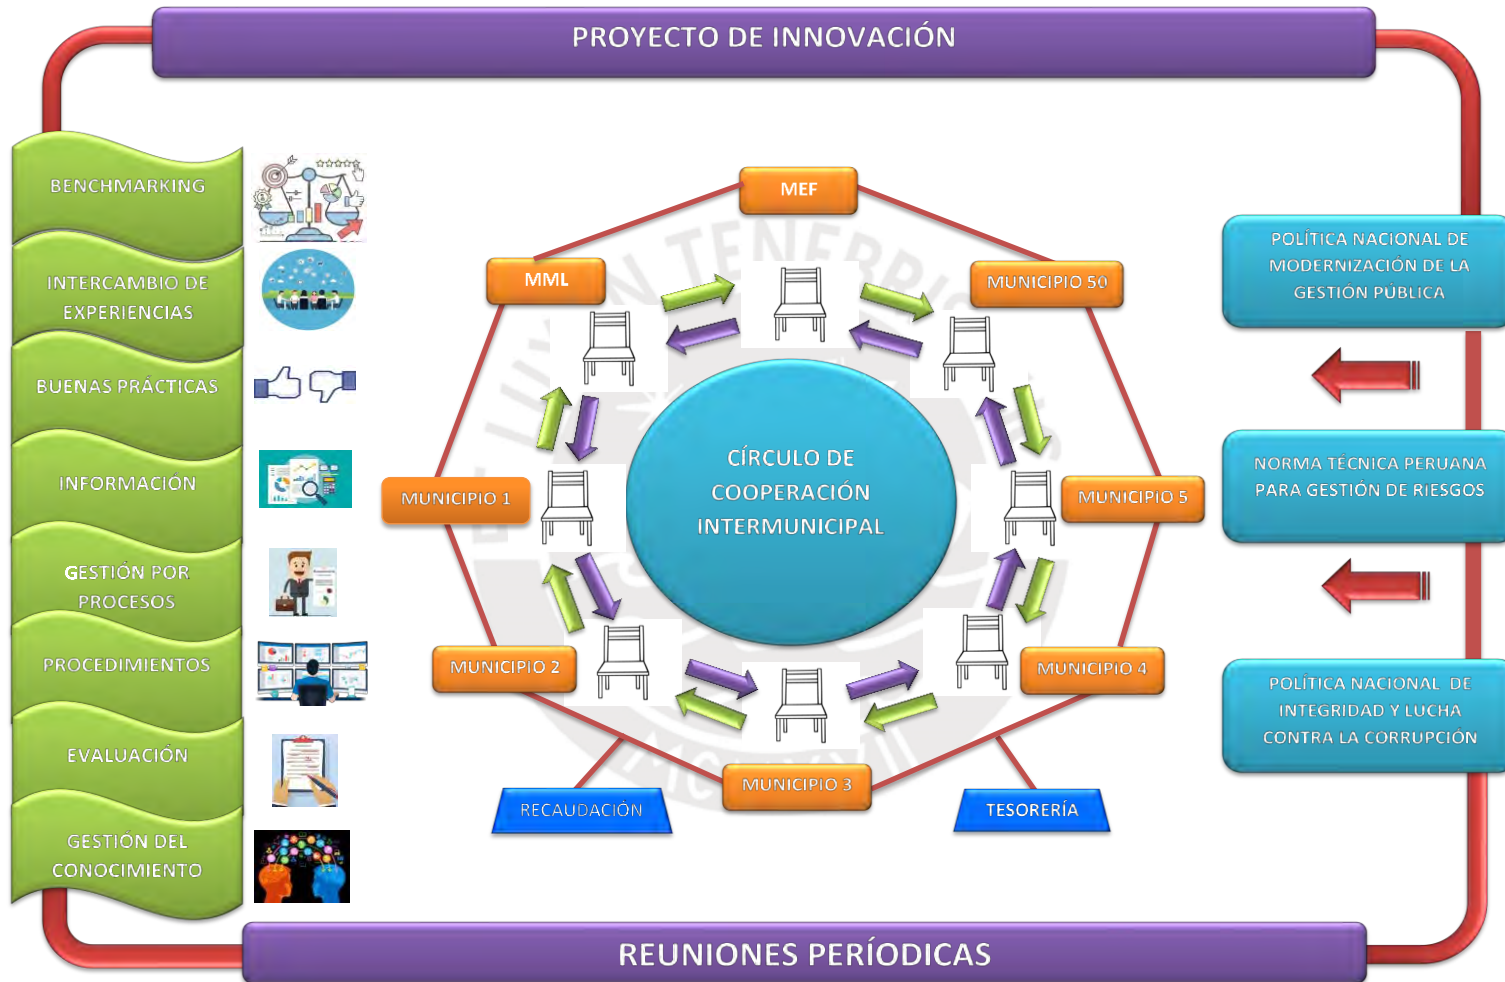 PROYECTO DE INNOVACIÓN
BENCHMARKING
INTERCAMBIO DE
EXPERIENCIAS
BUENAS PRÁCTICAS
INFORMACIÓN
GESTIÓN POR
PROCESOS
PROCEDIMIENTOS
EVALUACIÓN
GESTIÓN DEL
CONOCIMIENTO
MEF
MML
MUNICIPIO 50
MUNICIPIO 1
MUNICIPIO 5
MUNICIPIO 2
MUNICIPIO 4
MUNICIPIO 3
CÍRCULO DE
COOPERACIÓN
INTERMUNICIPAL
RECAUDACIÓN
TESORERÍA
POLÍTICA NACIONAL DE
MODERNIZACIÓN DE LA
GESTIÓN PÚBLICA
NORMA TÉCNICA PERUANA
PARA GESTIÓN DE RIESGOS
POLÍTICA NACIONAL DE
INTEGRIDAD Y LUCHA
CONTRA LA CORRUPCIÓN
REUNIONES PERÍODICAS